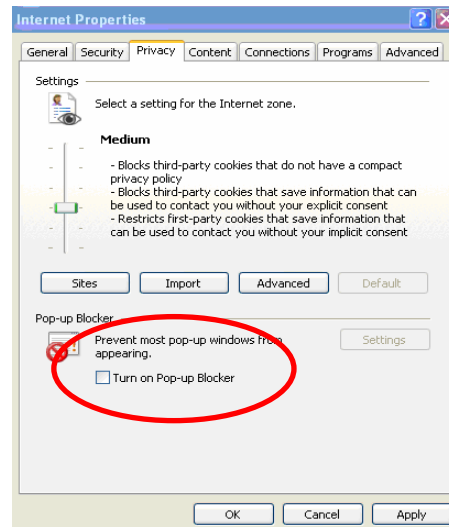 Internet Properties
General Security Privacy Content Connections Programs Advanced
Settings
Select a setting for the Internet zone.
Medium
- Blocks third-party cookies that do not have a compact
privacy policy
- Blocks third-party cookies that save information that can
be used to contact you without your explicit consent
- Restricts first-party cookies that save information that
can be used to contact you without your implicit consent
Sites Import Advanced Default
Pop-up Blocker
Prevent most pop-up windows from Settings
appearing.
Turn on Pop-up Blocker
OK Cancel Apply